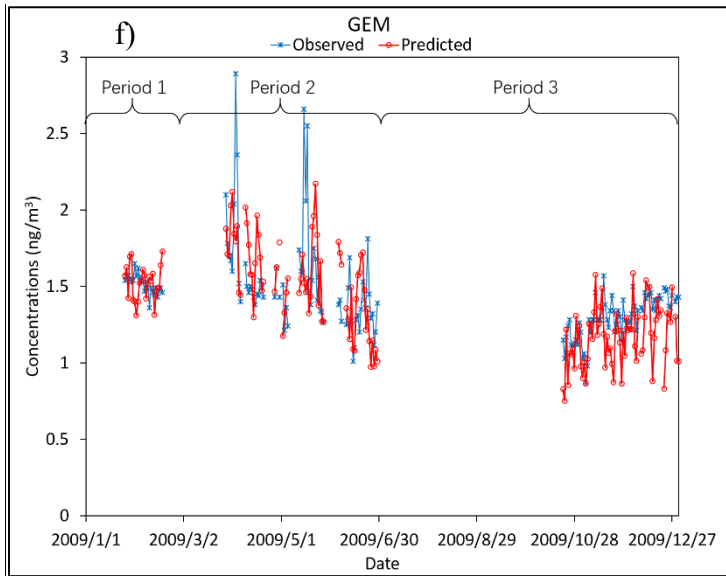 f)
GEM
Observed Predicted
Period 1 Period 2 Period 3
Concentrations (ng/m³)
3
2.5
2
1.5
1
0.5
0
2009/1/1 2009/3/2 2009/5/1 2009/6/30 2009/8/29 2009/10/28 2009/12/27
Date